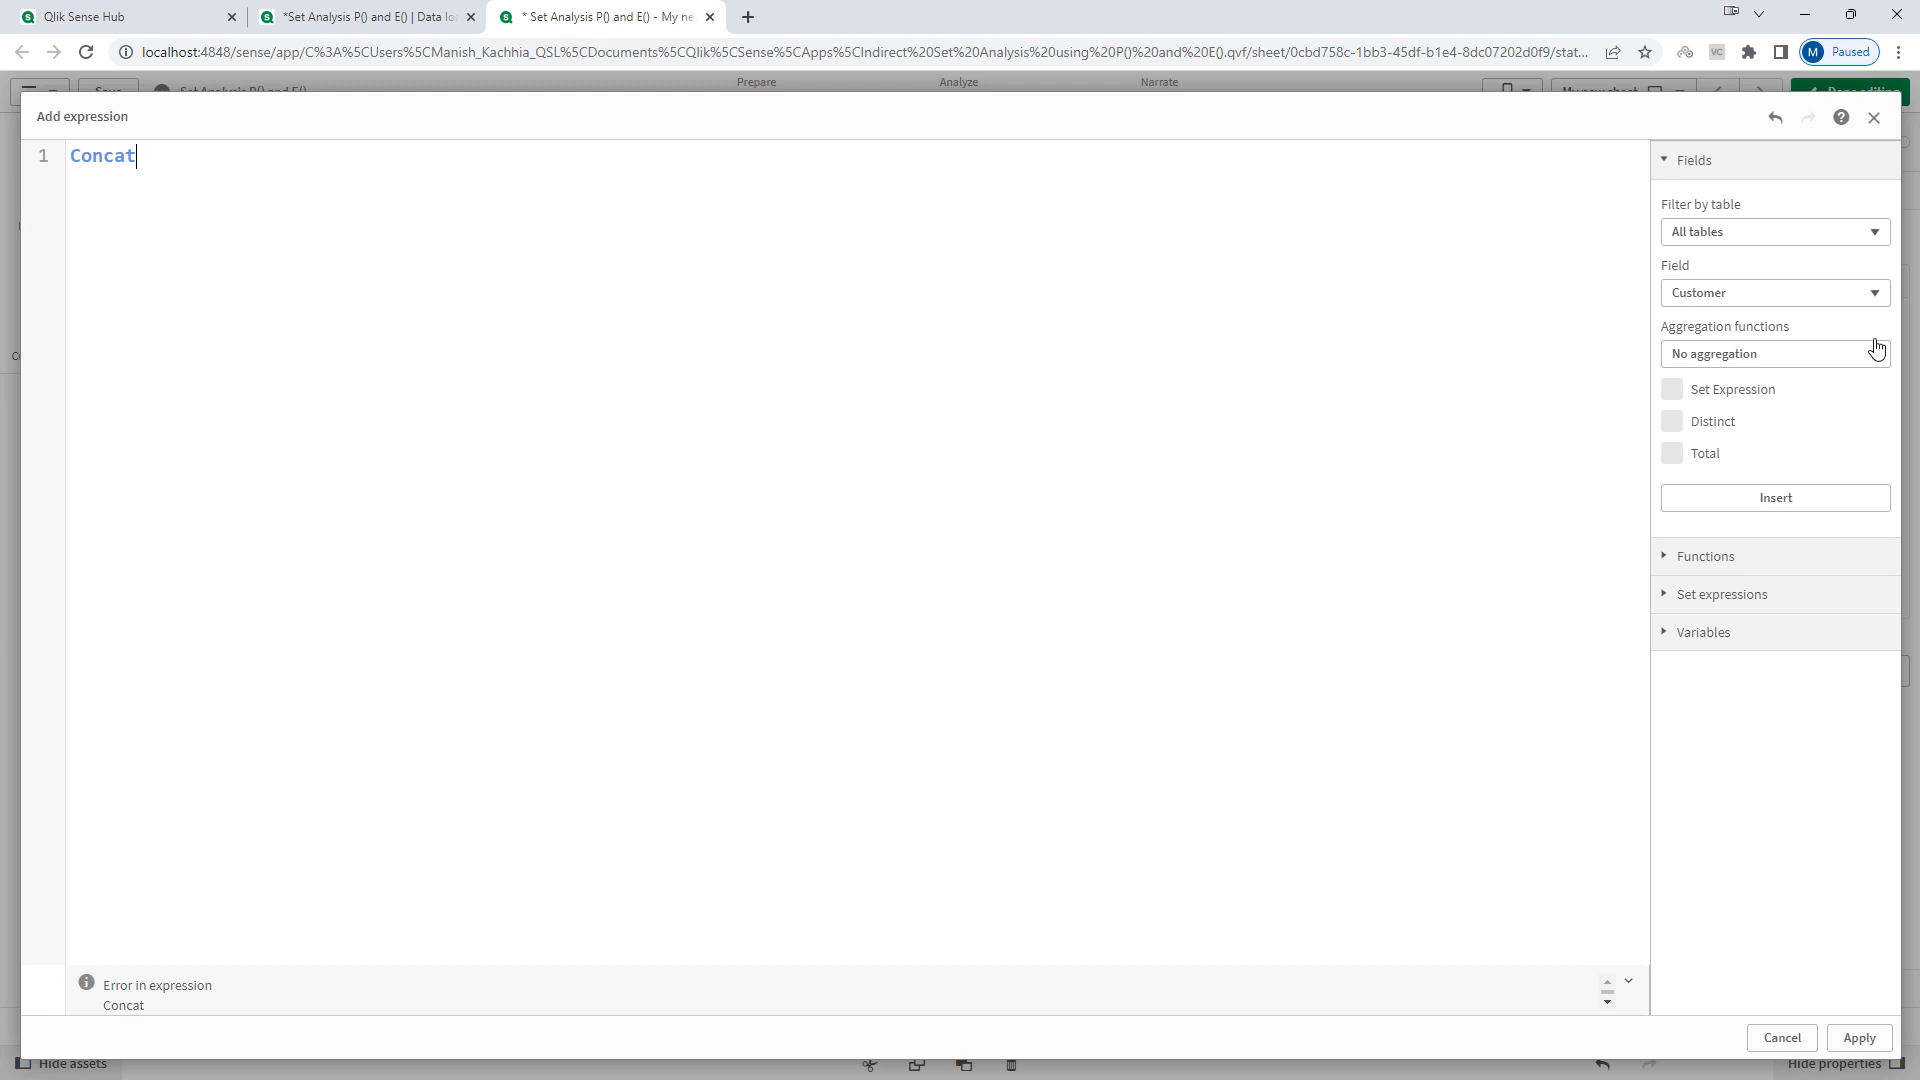 Qlik Sense Hub
*Set Analysis P() and E() | Data lo
* Set Analysis P() and E() - My ne
localhost:4848/sense/app/C%3A%5CUsers%5CManish_Kachhia_QSL%5CDocuments%5CQlik%5CSense%5CApps%5CIndirect%20Set%20Analysis%20using%20P()%20and%20E().qvf/sheet/0cbd758c-1bb3-45df-b1e4-8dc07202d0f9/stat...
VC
M Paused
Prepare
Analyze
Narrate
Add expression
1 Concat
Fields
Filter by table
All tables
Field
Customer
Aggregation functions
No aggregation
Set Expression
Distinct
Total
Insert
Functions
Set expressions
Variables
Error in expression
Concat
Cancel
Apply
Hide assets
Hide properties